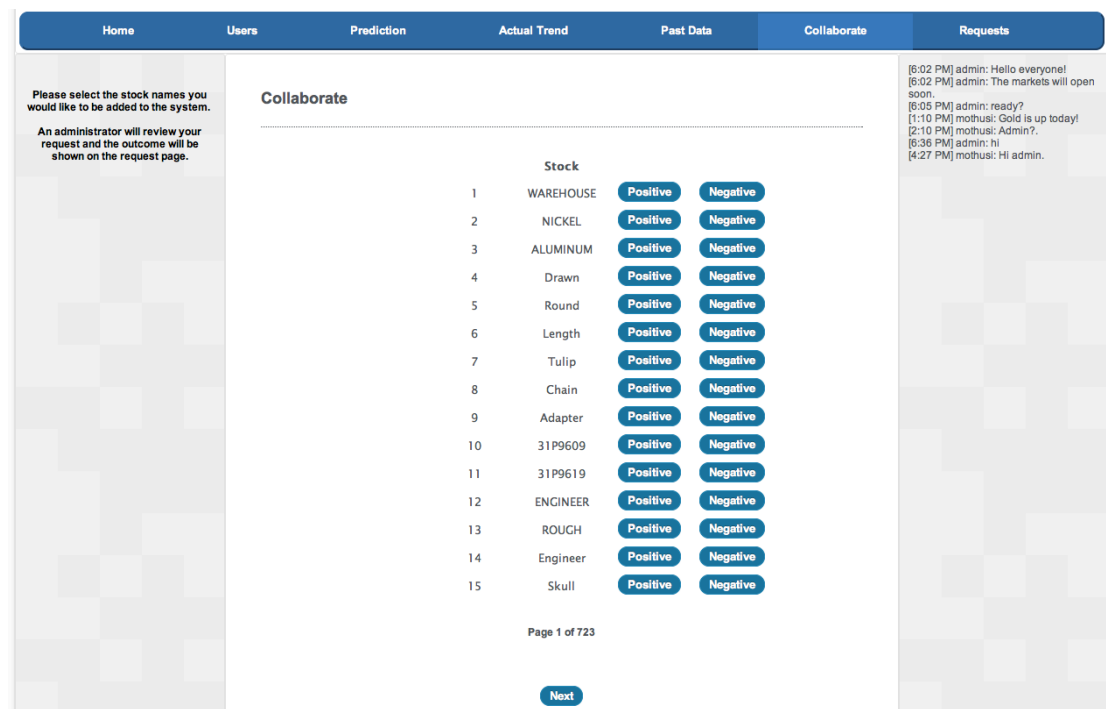 Home Users Prediction Actual Trend Past Data Collaborate Requests
Please select the stock names you
would like to be added to the system.
An administrator will review your
request and the outcome will be
shown on the request page.
Collaborate
Stock
1 WAREHOUSE Positive Negative
2 NICKEL Positive Negative
3 ALUMINUM Positive Negative
4 Drawn Positive Negative
5 Round Positive Negative
6 Length Positive Negative
7 Tulip Positive Negative
8 Chain Positive Negative
9 Adapter Positive Negative
10 31P9609 Positive Negative
11 31P9619 Positive Negative
12 ENGINEER Positive Negative
13 ROUGH Positive Negative
14 Engineer Positive Negative
15 Skull Positive Negative
Page 1 of 723
Next
[6:02 PM] admin: Hello everyone!
[6:02 PM] admin: The markets will open
soon.
[6:05 PM] admin: ready?
[1:10 PM] mothusi: Gold is up today!
[2:10 PM] mothusi: Admin?.
[6:36 PM] admin: hi
[4:27 PM] mothusi: Hi admin.